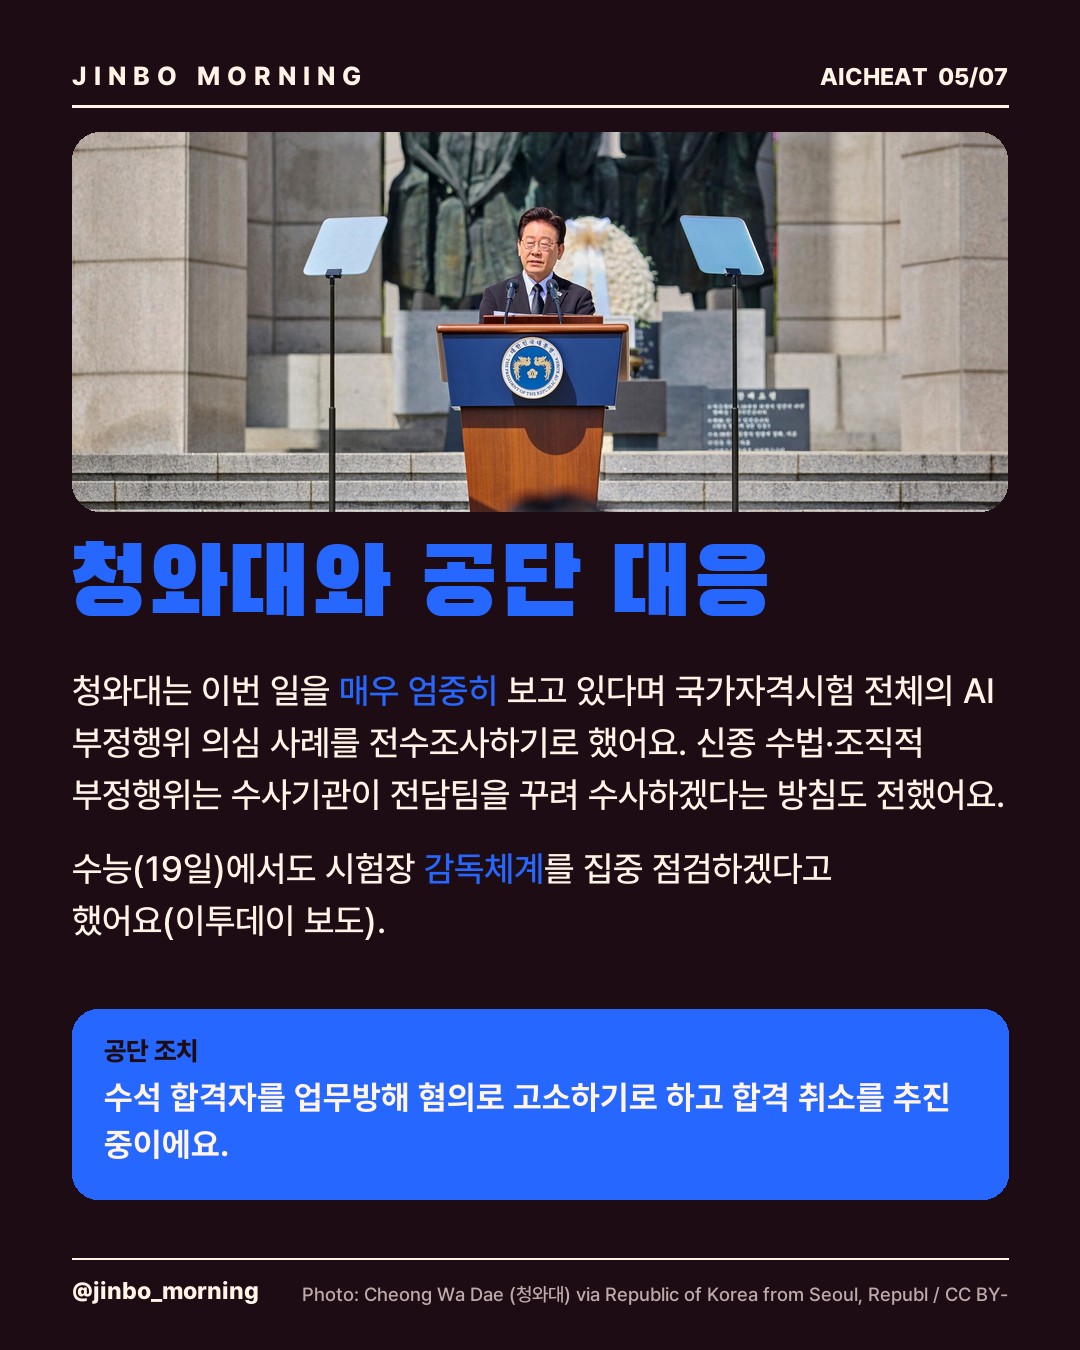 JINBO MORNING
AICHEAT 05/07
청와대와 공단 대응
청와대는 이번 일을 매우 엄중히 보고 있다며 국가자격시험 전체의 AI
부정행위 의심 사례를 전수조사하기로 했어요. 신종 수법·조직적
부정행위는 수사기관이 전담팀을 꾸려 수사하겠다는 방침도 전했어요.
수능(19일)에서도 시험장 감독체계를 집중 점검하겠다고
했어요(이투데이 보도).
공단 조치
수석 합격자를 업무방해 혐의로 고소하기로 하고 합격 취소를 추진
중이에요.
@jinbo_morning
Photo: Cheong Wa Dae (청와대) via Republic of Korea from Seoul, Republ / CC BY-